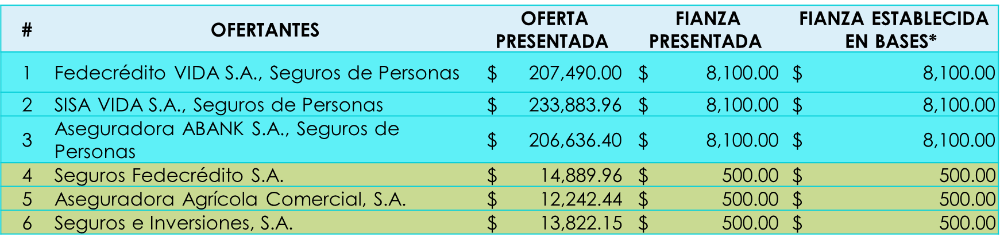 # OFERTANTES OFERTA PRESENTADA FIANZA PRESENTADA FIANZA ESTABLECIDA EN BASES*
1 Fedecrédito VIDA S.A., Seguros de Personas $ 207,490.00 $ 8,100.00 $ 8,100.00
2 SISA VIDA S.A., Seguros de Personas $ 233,883.96 $ 8,100.00 $ 8,100.00
3 Aseguradora ABANK S.A., Seguros de Personas $ 206,636.40 $ 8,100.00 $ 8,100.00
4 Seguros Fedecrédito S.A. $ 14,889.96 $ 500.00 $ 500.00
5 Aseguradora Agrícola Comercial, S.A. $ 12,242.44 $ 500.00 $ 500.00
6 Seguros e Inversiones, S.A. $ 13,822.15 $ 500.00 $ 500.00